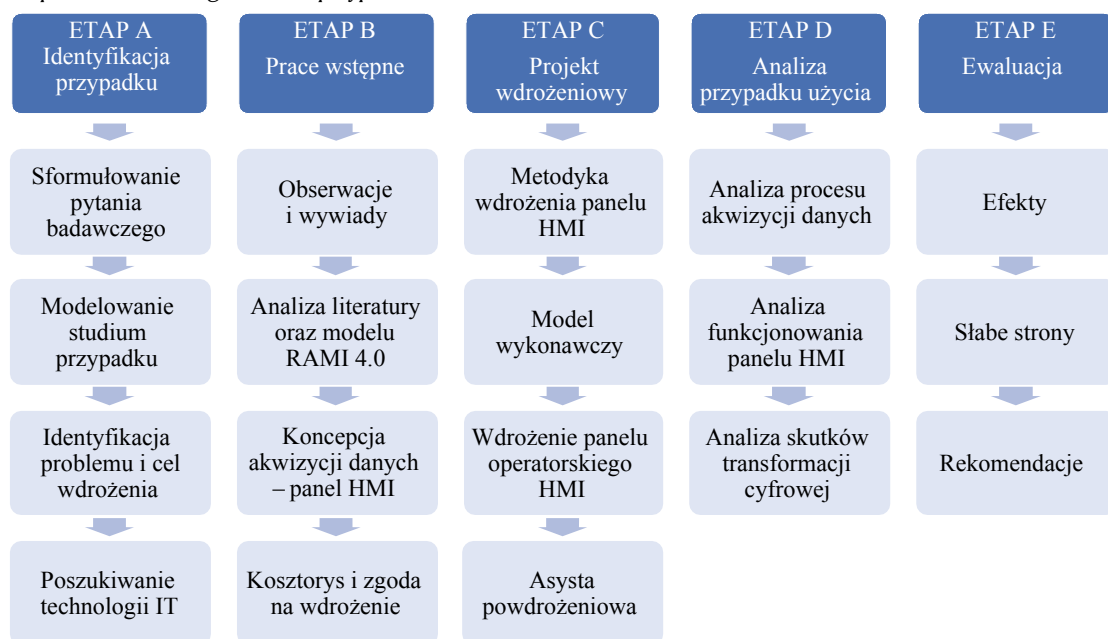 ETAP A
Identyfikacja
przypadku
Sformułowanie
pytania
badawczego
Modelowanie
studium
przypadku
Identyfikacja
problemu i cel
wdrożenia
Poszukiwanie
technologii IT
ETAP B
Prace wstępne
Obserwacje
i wywiady
Analiza literatury
oraz modelu
RAMI 4.0
Koncepcja
akwizycji danych
– panel HMI
Kosztorys i zgoda
na wdrożenie
ETAP C
Projekt
wdrożeniowy
Metodyka
wdrożenia panelu
HMI
Model
wykonawczy
Wdrożenie panelu
operatorskiego
HMI
Asysta
powdrożeniowa
ETAP D
Analiza
przypadku użycia
Analiza procesu
akwizycji danych
Analiza
funkcjonowania
panelu HMI
Analiza skutków
transformacji
cyfrowej
ETAP E
Ewaluacja
Efekty
Słabe strony
Rekomendacje